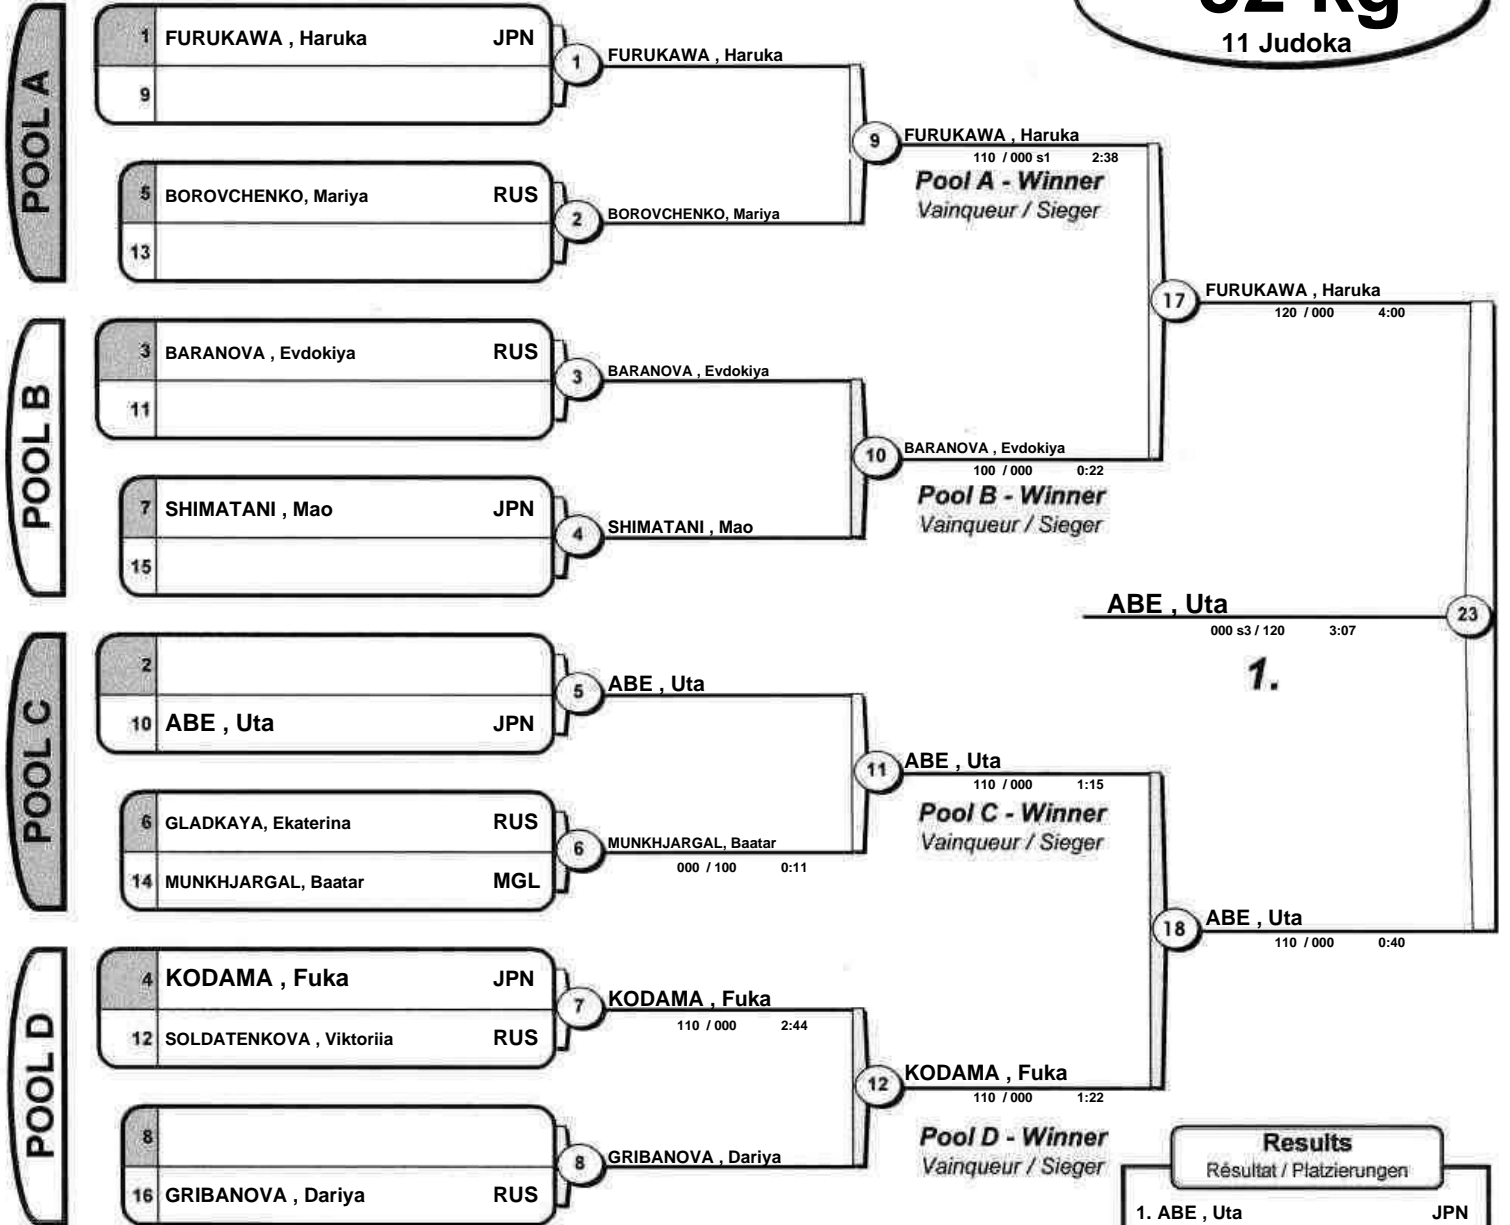 52 kg
11 Judoka
POOL A
1 FURUKAWA , Haruka JPN
9
1
FURUKAWA , Haruka
5 BOROVCHENKO, Mariya RUS
13
2
BOROVCHENKO, Mariya
9
FURUKAWA , Haruka
110 / 000 s1 2:38
Pool A - Winner
Vainqueur / Sieger
POOL B
3 BARANOVA , Evdokiya RUS
11
3
BARANOVA , Evdokiya
7 SHIMATANI , Mao JPN
15
4
SHIMATANI , Mao
10
BARANOVA , Evdokiya
100 / 000 0:22
Pool B - Winner
Vainqueur / Sieger
17
FURUKAWA , Haruka
120 / 000 4:00
POOL C
2
10 ABE , Uta JPN
5
ABE , Uta
6 GLADKAYA, Ekaterina RUS
14 MUNKHJARGAL, Baatar MGL
6
MUNKHJARGAL, Baatar
000 / 100 0:11
11
ABE , Uta
110 / 000 1:15
Pool C - Winner
Vainqueur / Sieger
POOL D
4 KODAMA , Fuka JPN
12 SOLDATENKOVA , Viktoriia RUS
7
KODAMA , Fuka
110 / 000 2:44
8
16 GRIBANOVA , Dariya RUS
8
GRIBANOVA , Dariya
12
KODAMA , Fuka
110 / 000 1:22
Pool D - Winner
Vainqueur / Sieger
18
ABE , Uta
110 / 000 0:40
23
ABE , Uta
000 s3 / 120 3:07
1.
Results
Résultat / Platzierungen
1. ABE , Uta JPN